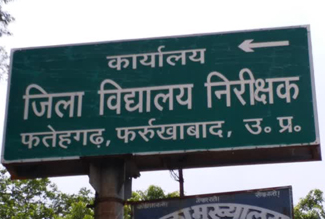 कार्यालय
जिला विद्यालय निरीक्षक
फतेहगढ़, फर्रुखाबाद, उ. प्र.